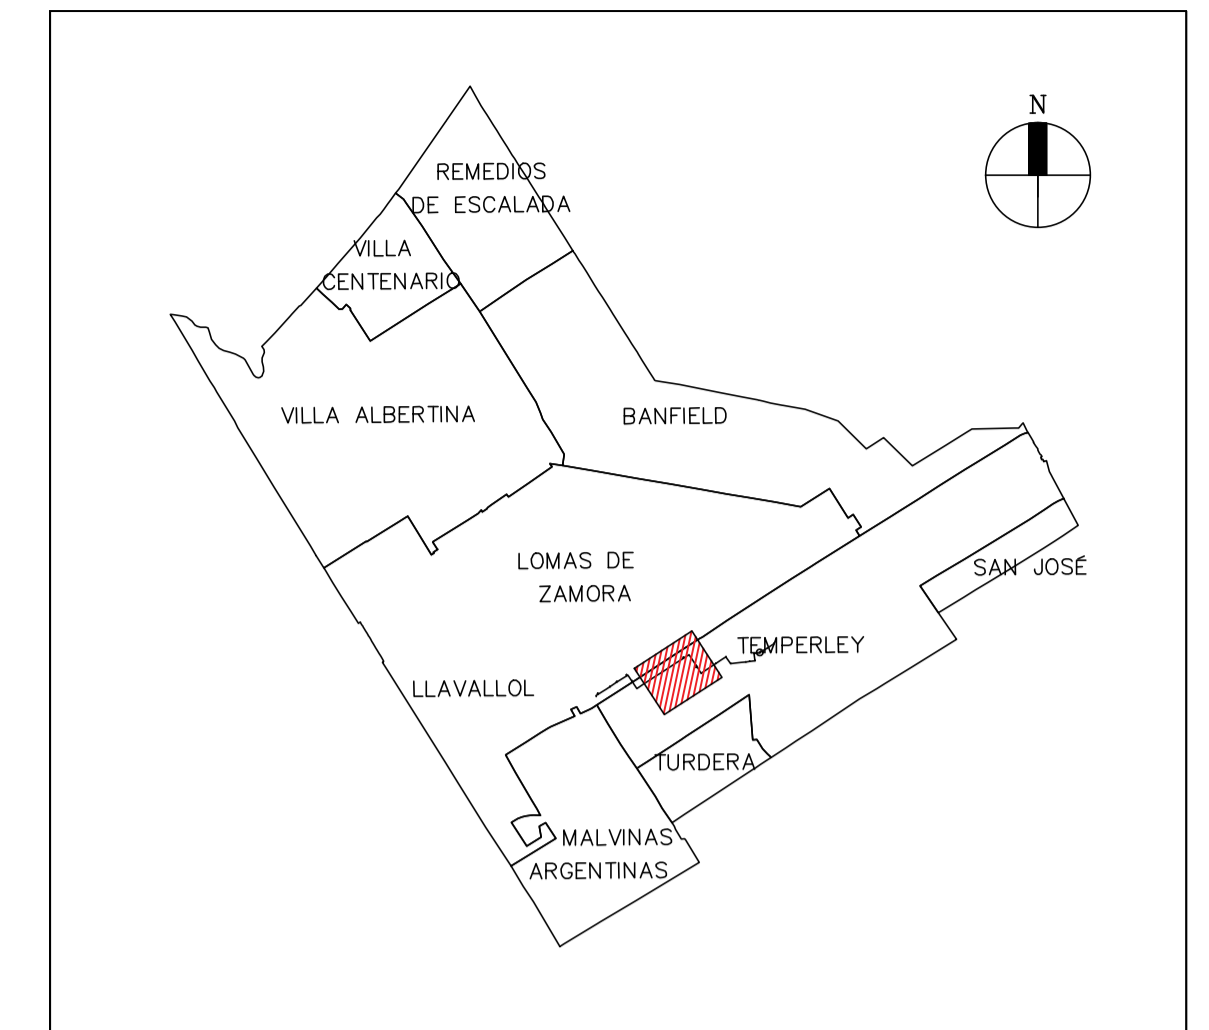 N
REMEDIOS
DE ESCALADA
VILLA
CENTENARIO
VILLA ALBERTINA
BANFIELD
LOMAS DE
ZAMORA
SAN JOSÉ
TEMPERLEY
LLAVALLOL
TURDERA
MALVINAS
ARGENTINAS